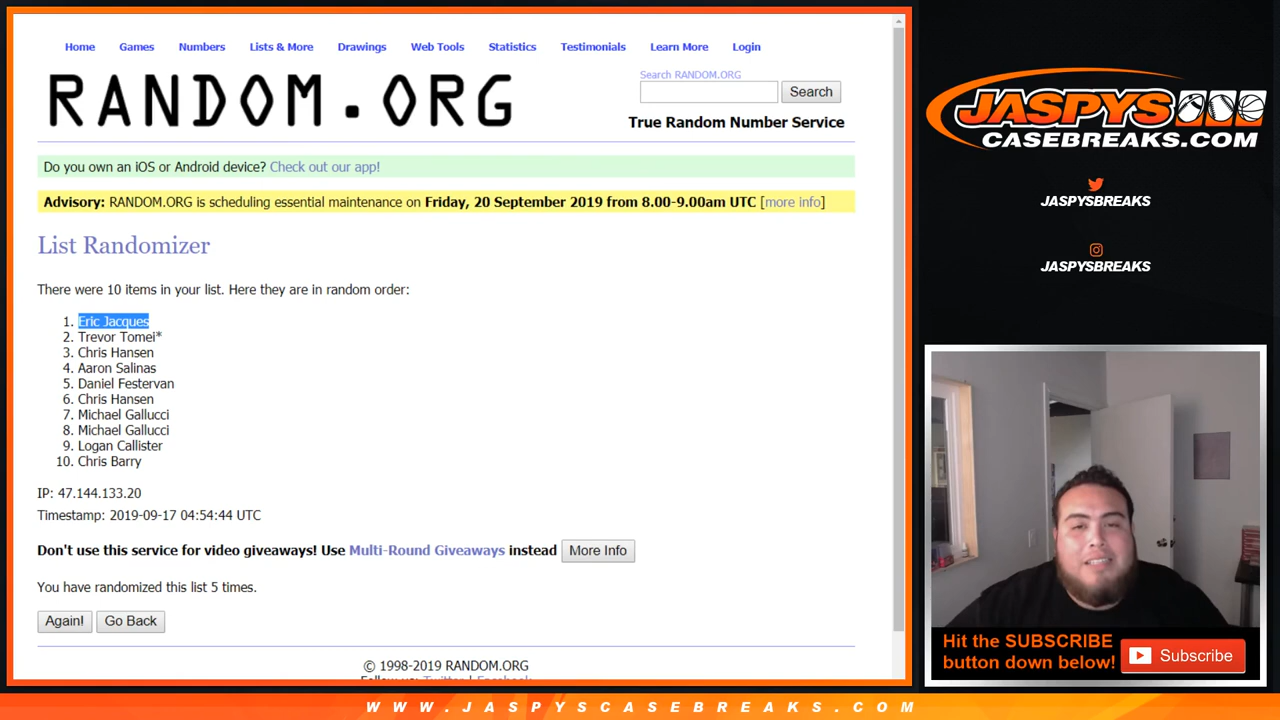 Home Games Numbers Lists & More Drawings Web Tools Statistics Testimonials Learn More Login
RANDOM.ORG
Search RANDOM.ORG
Search
True Random Number Service
Do you own an iOS or Android device? Check out our app!
Advisory: RANDOM.ORG is scheduling essential maintenance on Friday, 20 September 2019 from 8.00-9.00am UTC [more info]
List Randomizer
There were 10 items in your list. Here they are in random order:
1. Eric Jacques
2. Trevor Tomei*
3. Chris Hansen
4. Aaron Salinas
5. Daniel Festervan
6. Chris Hansen
7. Michael Gallucci
8. Michael Gallucci
9. Logan Callister
10. Chris Barry
IP: 47.144.133.20
Timestamp: 2019-09-17 04:54:44 UTC
Don't use this service for video giveaways! Use Multi-Round Giveaways instead More Info
You have randomized this list 5 times.
Again! Go Back
© 1998-2019 RANDOM.ORG
Follow us: Twitter | Facebook
JASPYS
CASEBREAKS.COM
JASPYSBREAKS
JASPYSBREAKS
Hit the SUBSCRIBE
button down below!
Subscribe
WWW.JASPYSCASEBREAKS.COM